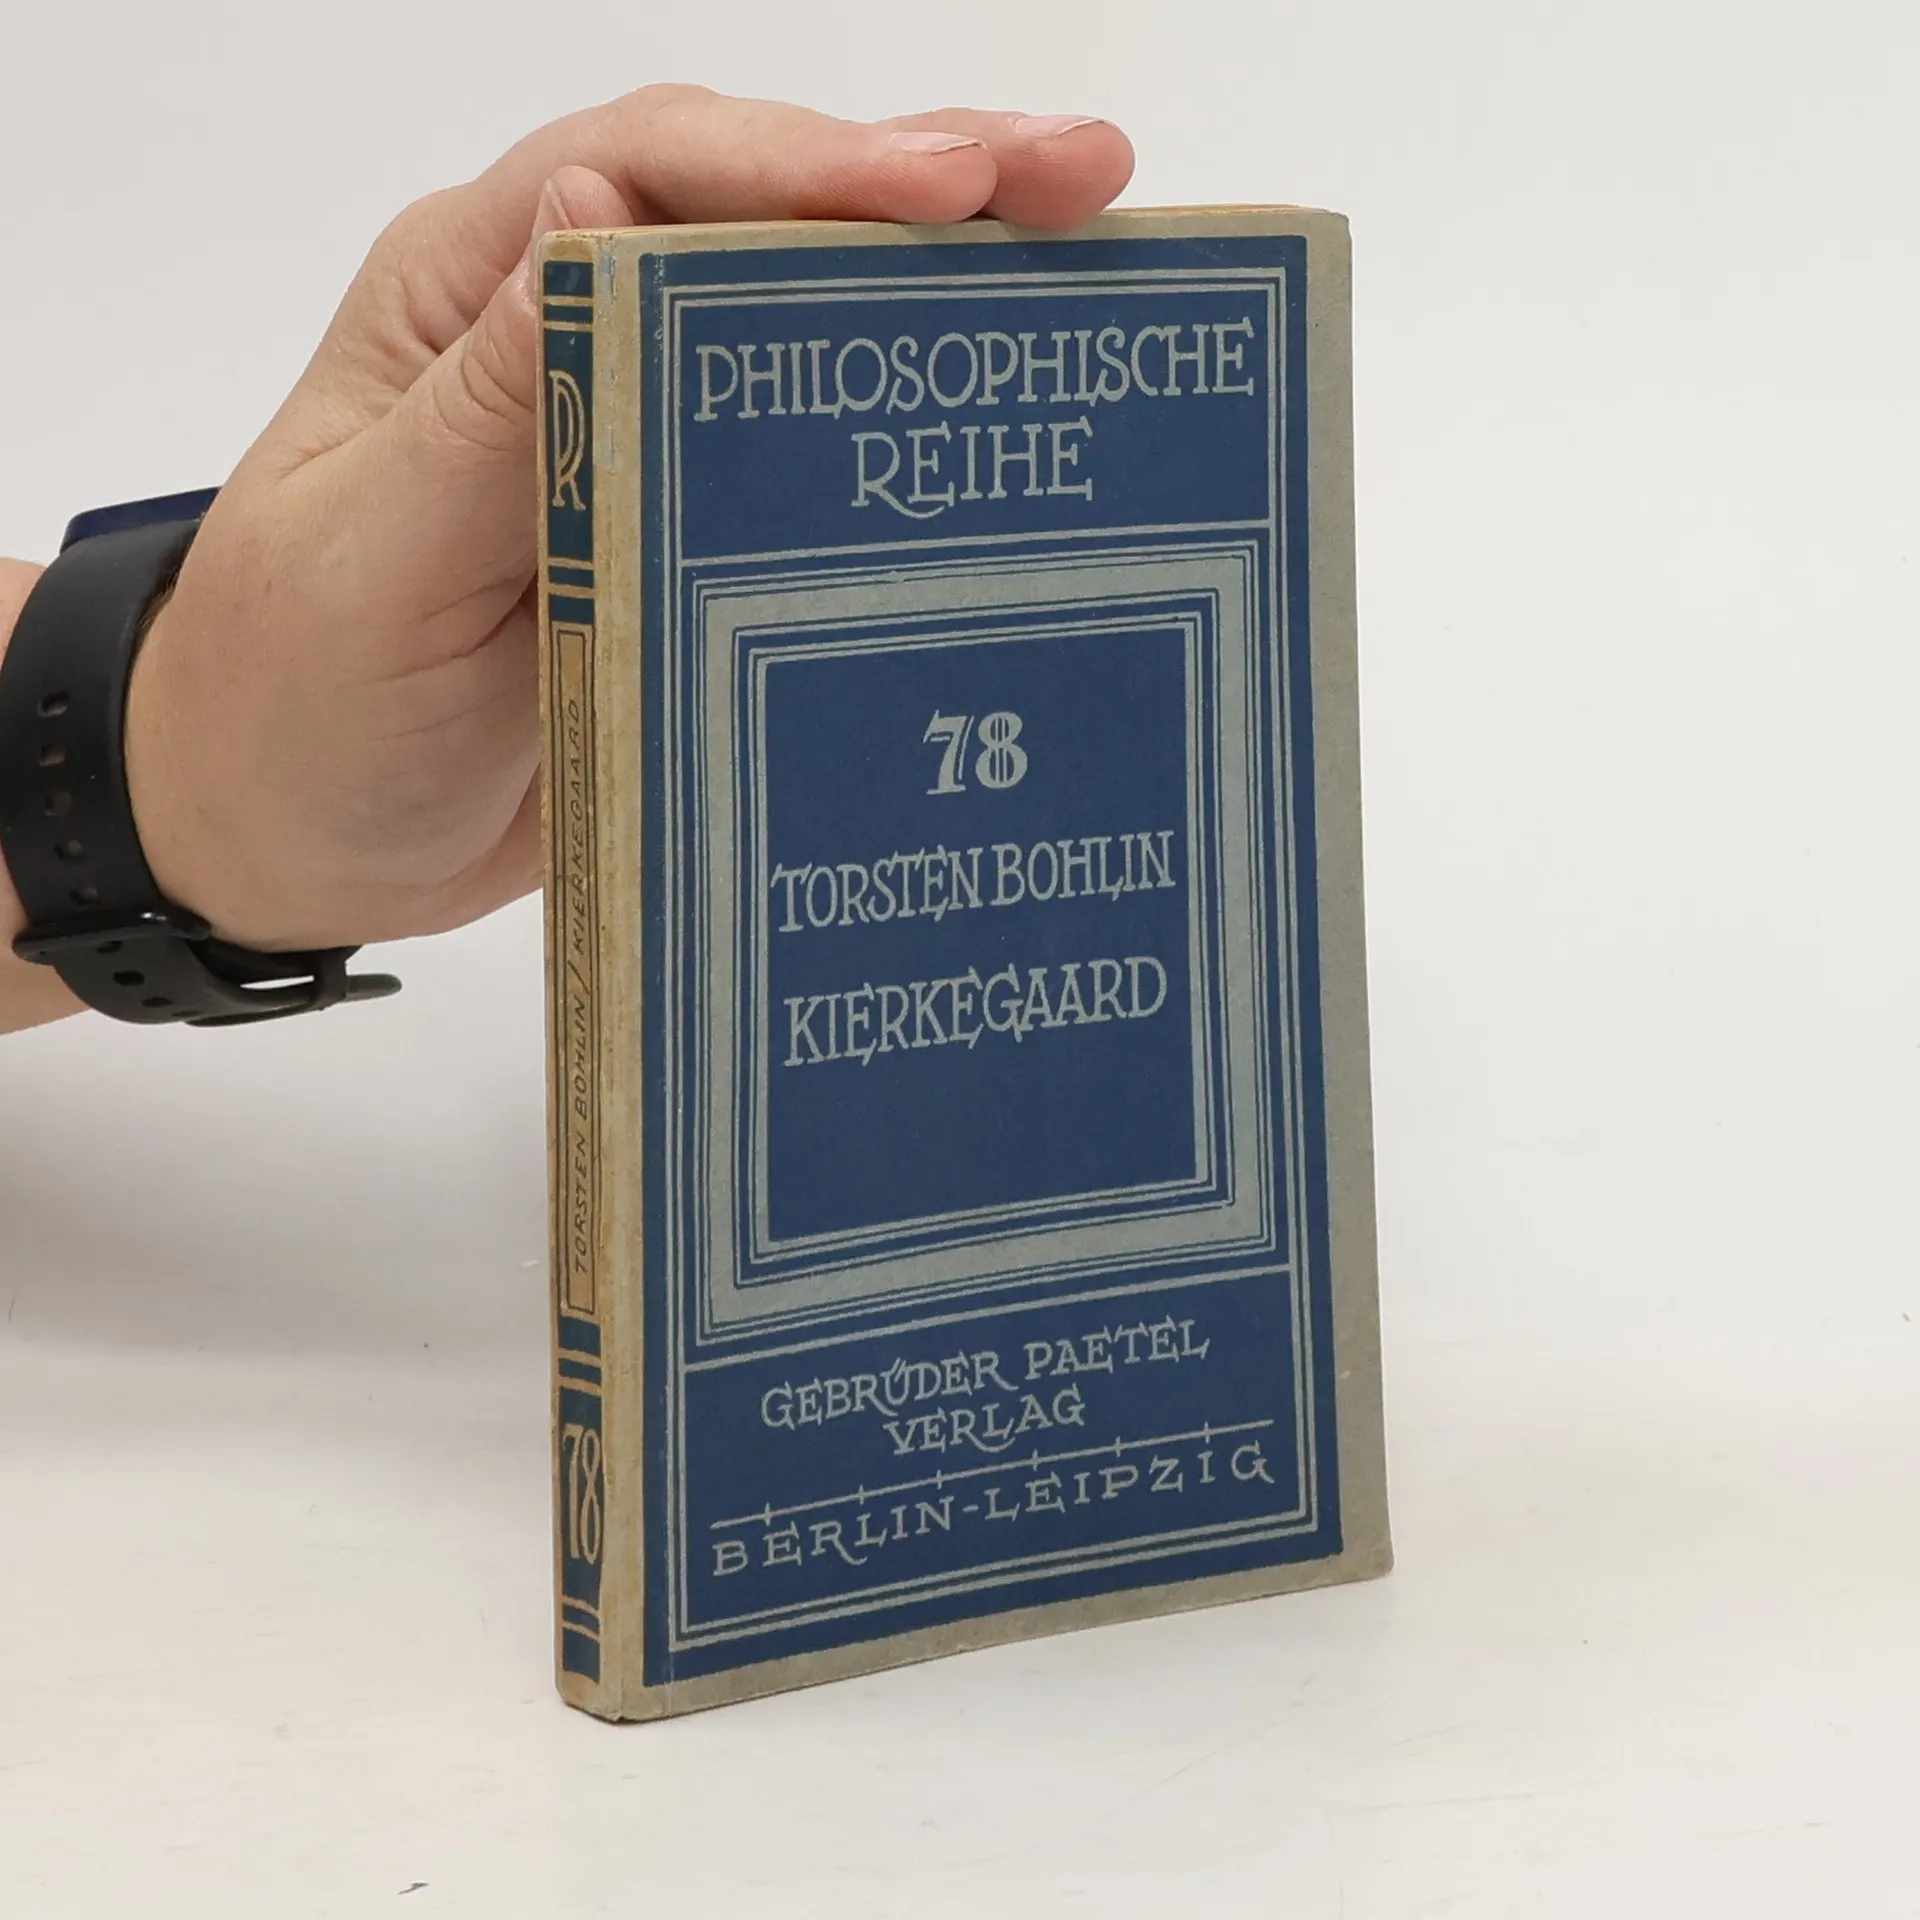 PHILOSOPHISCHE
REIHE
78
TORSTEN BOHLIN
KIERKEGAARD
GEBRÜDER PAETEL
VERLAG
BERLIN-LEIPZIG
PR
TORSTEN BOHLIN/KIERKEGAARD
78